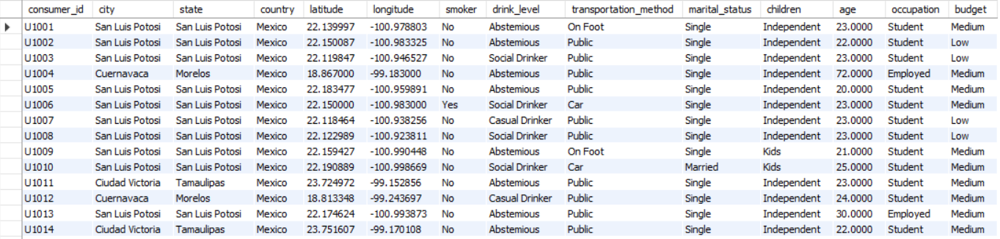 consumer_id city state country latitude longitude smoker drink_level transportation_method marital_status children age occupation budget
U1001 San Luis Potosi San Luis Potosi Mexico 22.139997 -100.978803 No Abstemious On Foot Single Independent 23.0000 Student Medium
U1002 San Luis Potosi San Luis Potosi Mexico 22.150087 -100.983325 No Abstemious Public Single Independent 22.0000 Student Low
U1003 San Luis Potosi San Luis Potosi Mexico 22.119847 -100.946527 No Social Drinker Public Single Independent 23.0000 Student Low
U1004 Cuernavaca Morelos Mexico 18.867000 -99.183000 No Abstemious Public Single Independent 72.0000 Employed Medium
U1005 San Luis Potosi San Luis Potosi Mexico 22.183477 -100.959891 No Abstemious Public Single Independent 20.0000 Student Medium
U1006 San Luis Potosi San Luis Potosi Mexico 22.150000 -100.983000 Yes Social Drinker Car Single Independent 23.0000 Student Medium
U1007 San Luis Potosi San Luis Potosi Mexico 22.118464 -100.938256 No Casual Drinker Public Single Independent 23.0000 Student Low
U1008 San Luis Potosi San Luis Potosi Mexico 22.122989 -100.923811 No Social Drinker Public Single Independent 23.0000 Student Low
U1009 San Luis Potosi San Luis Potosi Mexico 22.159427 -100.990448 No Abstemious On Foot Single Kids 21.0000 Student Medium
U1010 San Luis Potosi San Luis Potosi Mexico 22.190889 -100.998669 No Social Drinker Car Married Kids 25.0000 Student Medium
U1011 Ciudad Victoria Tamaulipas Mexico 23.724972 -99.152856 No Abstemious Public Single Independent 23.0000 Student Medium
U1012 Cuernavaca Morelos Mexico 18.813348 -99.243697 No Casual Drinker Public Single Independent 24.0000 Student Medium
U1013 San Luis Potosi San Luis Potosi Mexico 22.174624 -100.993873 No Abstemious Public Single Independent 30.0000 Employed Medium
U1014 Ciudad Victoria Tamaulipas Mexico 23.751607 -99.170108 No Abstemious Public Single Independent 22.0000 Student Medium